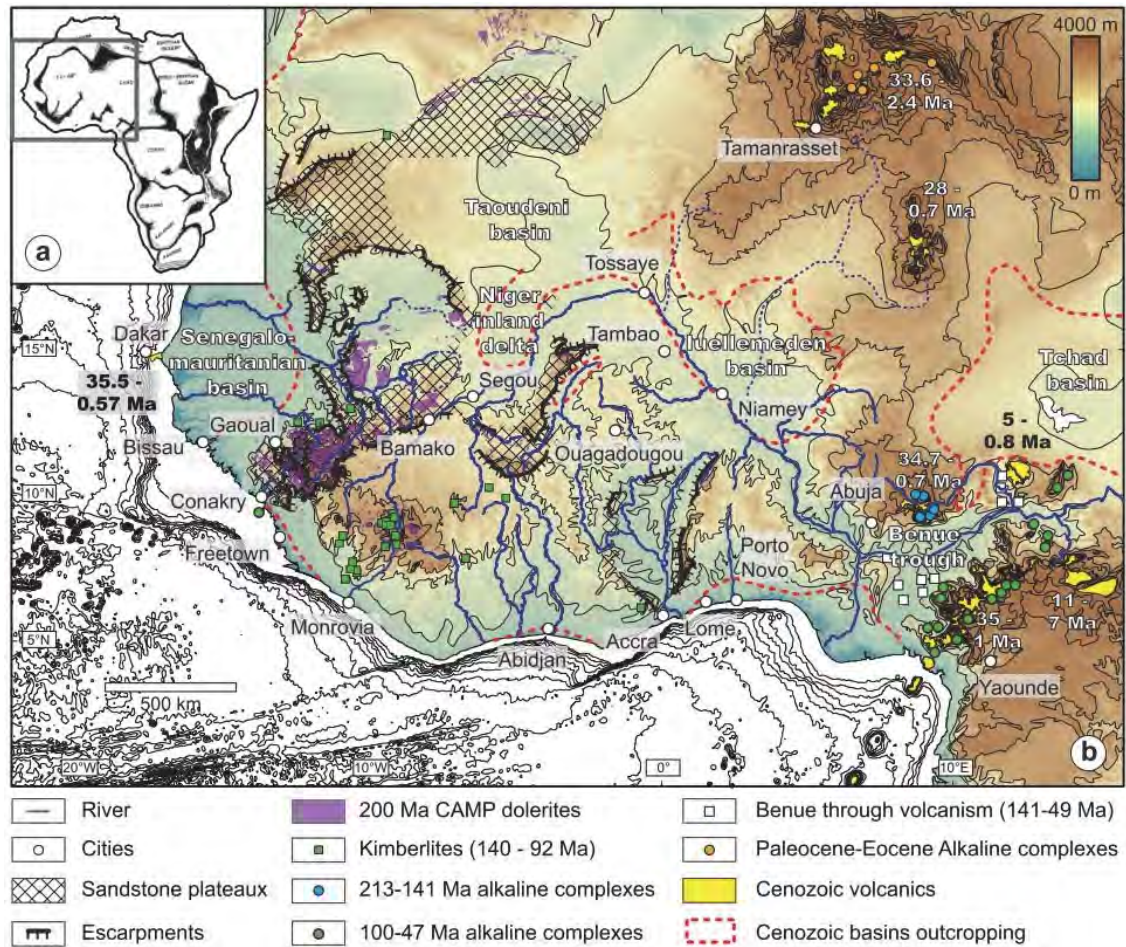 a
4000 m
0 m
33.6 -
2.4 Ma
Tamanrasset
28 -
0.7 Ma
Taoudeni
basin
Tossaye
Niger
inland
delta
Tambao
Iuellemeden
basin
Tchad
basin
Dakar
15°N
Senegalo-
mauritanian
basin
35.5 -
0.57 Ma
Segou
Niamey
Gaoual
Bissau
Bamako
Ouagadougou
5 -
0.8 Ma
34.7 -
0.7 Ma
Abuja
10°N
Conakry
Benue
trough
Freetown
Porto
Novo
5°N
Monrovia
Abidjan
Accra
Lome
35 -
1 Ma
11 -
7 Ma
Yaounde
500 km
20°W
10°W
0°
10°E
b
River
200 Ma CAMP dolerites
Benue through volcanism (141-49 Ma)
Cities
Kimberlites (140 - 92 Ma)
Paleocene-Eocene Alkaline complexes
Sandstone plateaux
213-141 Ma alkaline complexes
Cenozoic volcanics
Escarpments
100-47 Ma alkaline complexes
Cenozoic basins outcropping